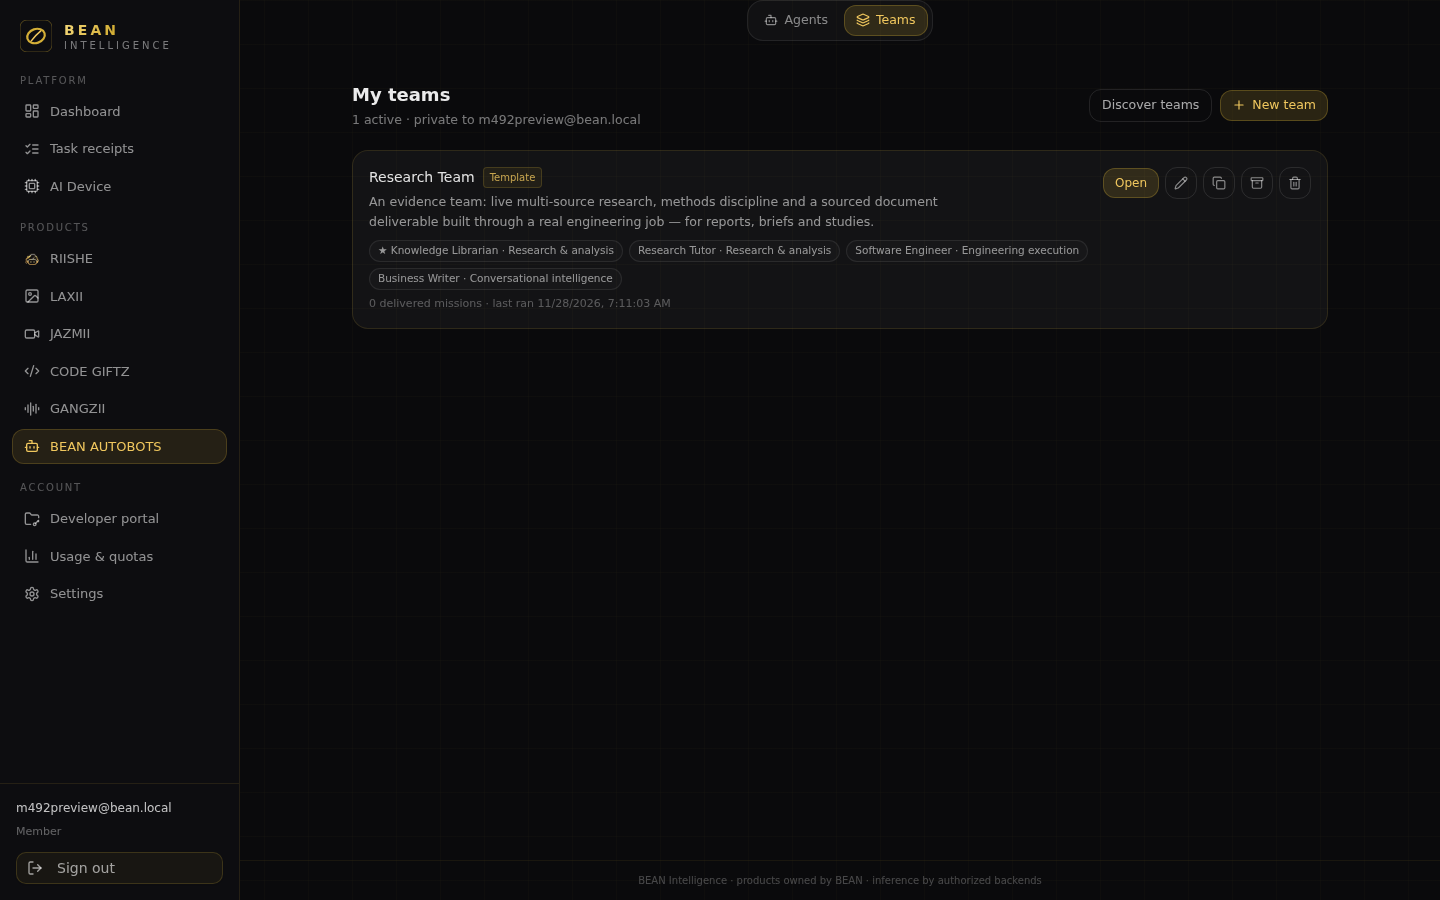 BEAN
INTELLIGENCE
PLATFORM
Dashboard
Task receipts
AI Device
PRODUCTS
RIISHE
LAXII
JAZMII
CODE GIFTZ
GANGZII
BEAN AUTOBOTS
ACCOUNT
Developer portal
Usage & quotas
Settings
m492preview@bean.local
Member
Sign out
Agents
Teams
My teams
1 active · private to m492preview@bean.local
Discover teams
New team
Research Team
Template
Open
An evidence team: live multi-source research, methods discipline and a sourced document
deliverable built through a real engineering job — for reports, briefs and studies.
★ Knowledge Librarian · Research & analysis
Research Tutor · Research & analysis
Software Engineer · Engineering execution
Business Writer · Conversational intelligence
0 delivered missions · last ran 11/28/2026, 7:11:03 AM
BEAN Intelligence · products owned by BEAN · inference by authorized backends